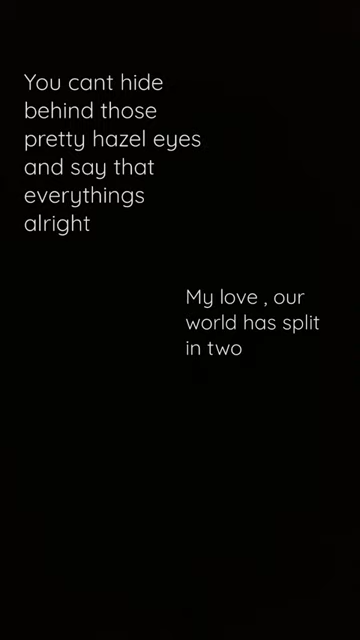 You cant hide
behind those
pretty hazel eyes
and say that
everythings
alright
My love , our
world has split
in two